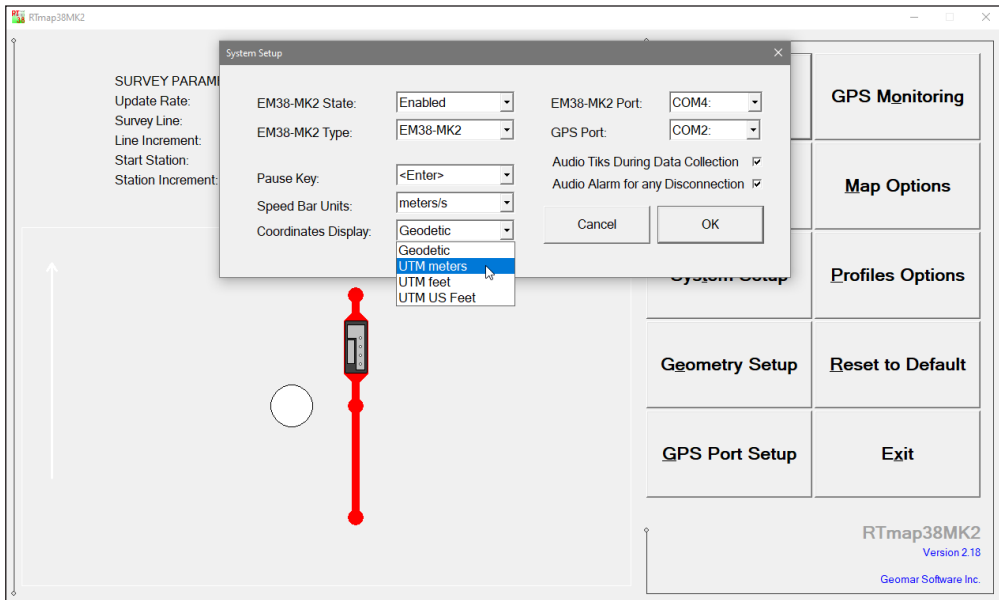 RTmap38MK2
System Setup
SURVEY PARAM
Update Rate:
Survey Line:
Line Increment:
Start Station:
Station Increment:
EM38-MK2 State:
Enabled
EM38-MK2 Type:
EM38-MK2
Pause Key:
<Enter>
Speed Bar Units:
meters/s
Coordinates Display:
Geodetic
Geodetic
UTM meters
UTM feet
UTM US Feet
EM38-MK2 Port:
COM4:
GPS Port:
COM2:
Audio Tiks During Data Collection
Audio Alarm for any Disconnection
Cancel
OK
GPS Monitoring
Map Options
System Setup
Profiles Options
Geometry Setup
Reset to Default
GPS Port Setup
Exit
RTmap38MK2
Version 2.18
Geomar Software Inc.